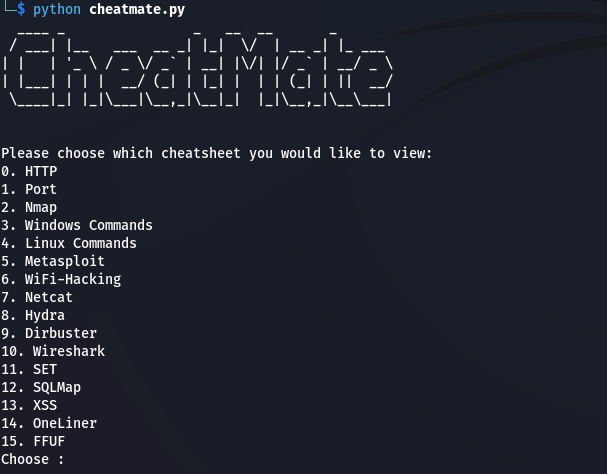 $ python cheatmate.py
CheatMate
Please choose which cheatsheet you would like to view:
0. HTTP
1. Port
2. Nmap
3. Windows Commands
4. Linux Commands
5. Metasploit
6. WiFi-Hacking
7. Netcat
8. Hydra
9. Dirbuster
10. Wireshark
11. SET
12. SQLMap
13. XSS
14. OneLiner
15. FFUF
Choose :